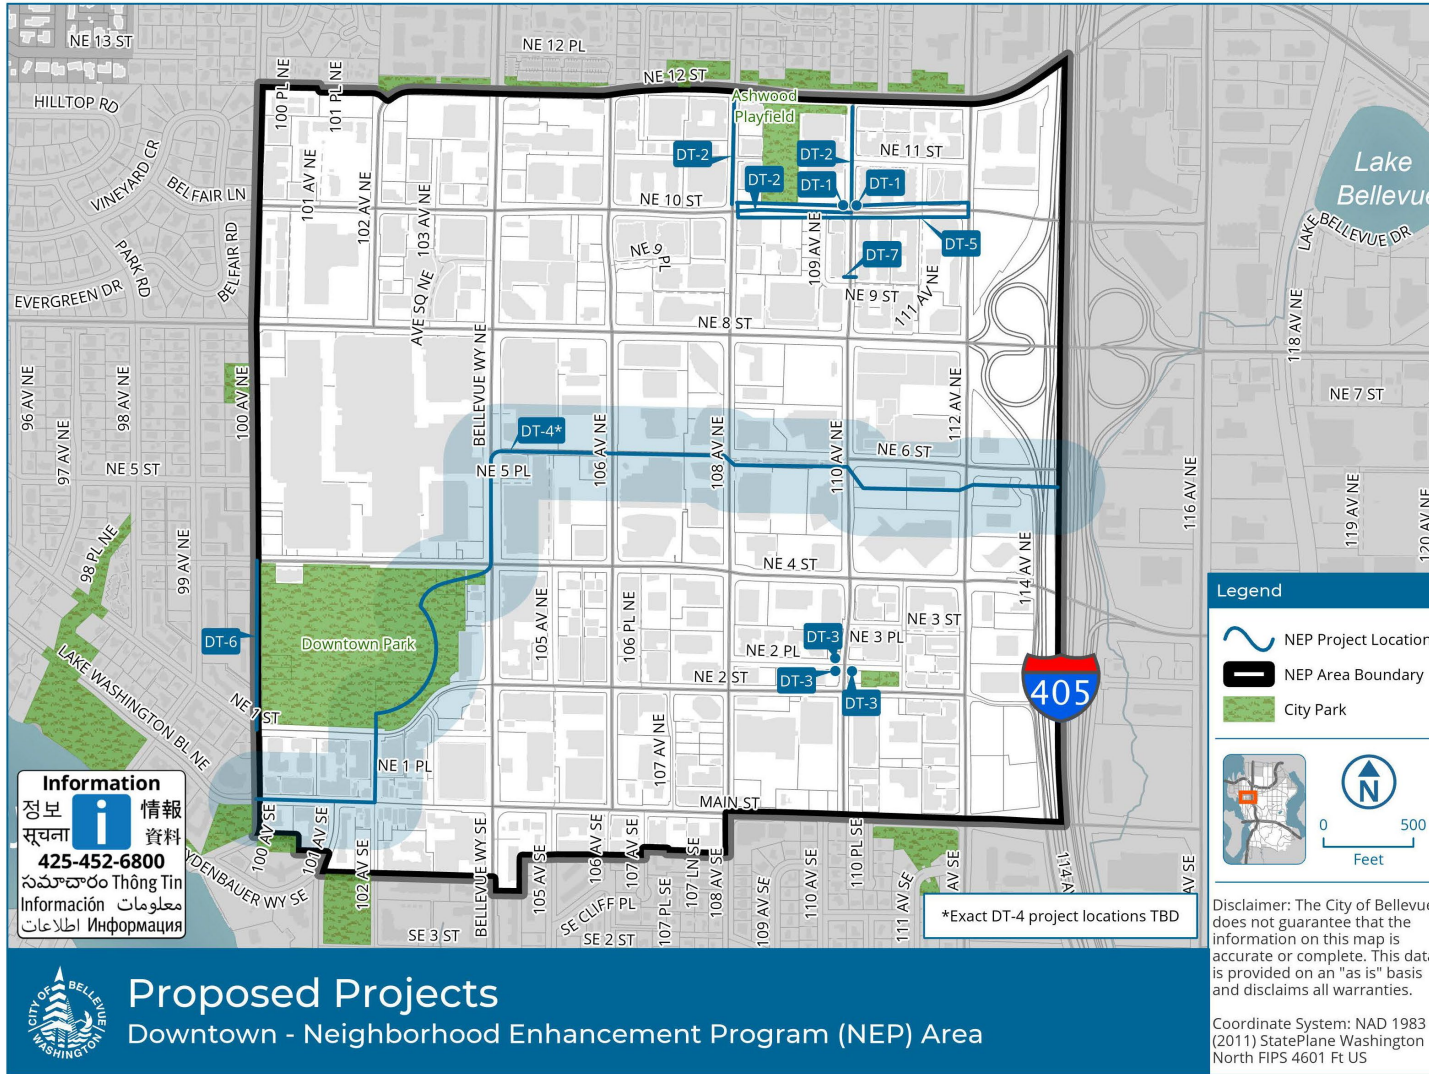 NE 13 ST
NE 12 PL
NE 12 ST
HILLTOP RD
100 PL NE
101 PL NE
Ashwood
Playfield
VINEYARD CR
BELFAIR LN
101 AV NE
102 AV NE
103 AV NE
DT-2
DT-2
NE 11 ST
DT-2
DT-1
DT-1
NE 10 ST
Lake
Bellevue
LAKE BELLEVUE DR
PARK RD
BELFAIR RD
NE 9 PL
109 AV NE
DT-5
DT-7
EVERGREEN DR
AVE SQ NE
NE 9 ST
111 AV NE
NE 8 ST
118 AV NE
96 AV NE
97 AV NE
98 AV NE
100 AV NE
BELLEVUE WY NE
112 AV NE
NE 7 ST
DT-4*
106 AV NE
108 AV NE
110 AV NE
NE 6 ST
NE 5 ST
NE 5 PL
116 AV NE
119 AV NE
120 AV NE
98 PL NE
99 AV NE
NE 4 ST
114 AV NE
105 AV NE
106 PL NE
DT-6
Downtown Park
DT-3
NE 3 PL
NE 3 ST
NE 2 PL
NE 2 ST
DT-3
DT-3
405
LAKE WASHINGTON BL NE
NE 1 ST
NE 1 PL
107 AV NE
MAIN ST
100 AV SE
101 AV SE
102 AV SE
BELLEVUE WY SE
105 AV SE
106 AV SE
107 AV SE
107 LN SE
108 AV SE
107 PL SE
109 AV SE
110 AV SE
110 PL SE
111 AV SE
AV SE
114 A
AV SE
YDENBAUER WY SE
SE CLIFF PL
SE 3 ST
SE 2 ST
Information
정보 情報
सूचना 資料
425-452-6800
సమాచారం Thông Tin
Información معلومات
اطلاعات Информация
Legend
NEP Project Location
NEP Area Boundary
City Park
0 500
Feet
*Exact DT-4 project locations TBD
Disclaimer: The City of Bellevue
does not guarantee that the
information on this map is
accurate or complete. This data
is provided on an "as is" basis
and disclaims all warranties.
Coordinate System: NAD 1983
(2011) StatePlane Washington
North FIPS 4601 Ft US
CITY OF BELLEVUE
WASHINGTON
Proposed Projects
Downtown - Neighborhood Enhancement Program (NEP) Area